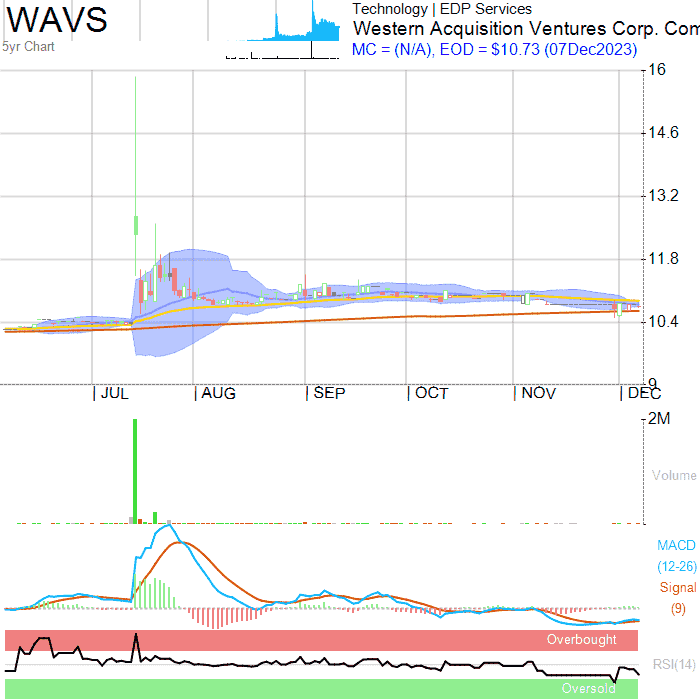 WAVS
5yr Chart
Technology | EDP Services
Western Acquisition Ventures Corp. Com
MC = (N/A), EOD = $10.73 (07Dec2023)
16
14.6
13.2
11.8
10.4
9
JUL AUG SEP OCT NOV DEC
2M
Volume
MACD
(12-26)
Signal
(9)
Overbought
RSI(14)
Oversold